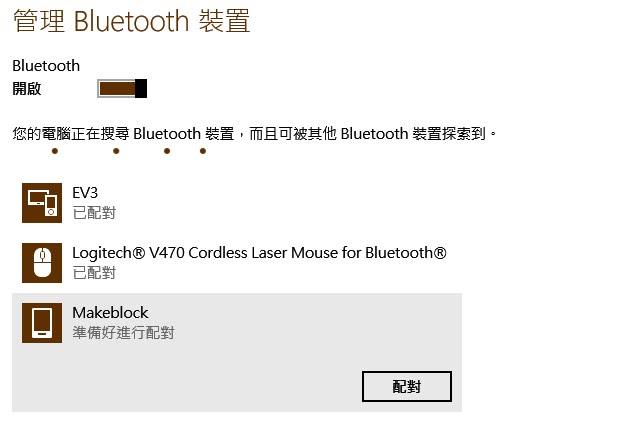 管理 Bluetooth 裝置
Bluetooth
開啟
您的電腦正在搜尋 Bluetooth 裝置，而且可被其他 Bluetooth 裝置探索到。
EV3
已配對
Logitech® V470 Cordless Laser Mouse for Bluetooth®
已配對
Makeblock
準備好進行配對
配對